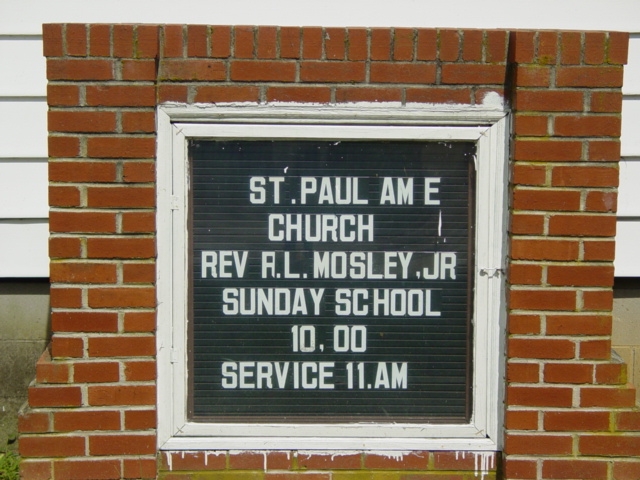 ST.PAUL AM E
CHURCH
REV A.L.MOSLEY,JR
SUNDAY SCHOOL
10,00
SERVICE 11.AM